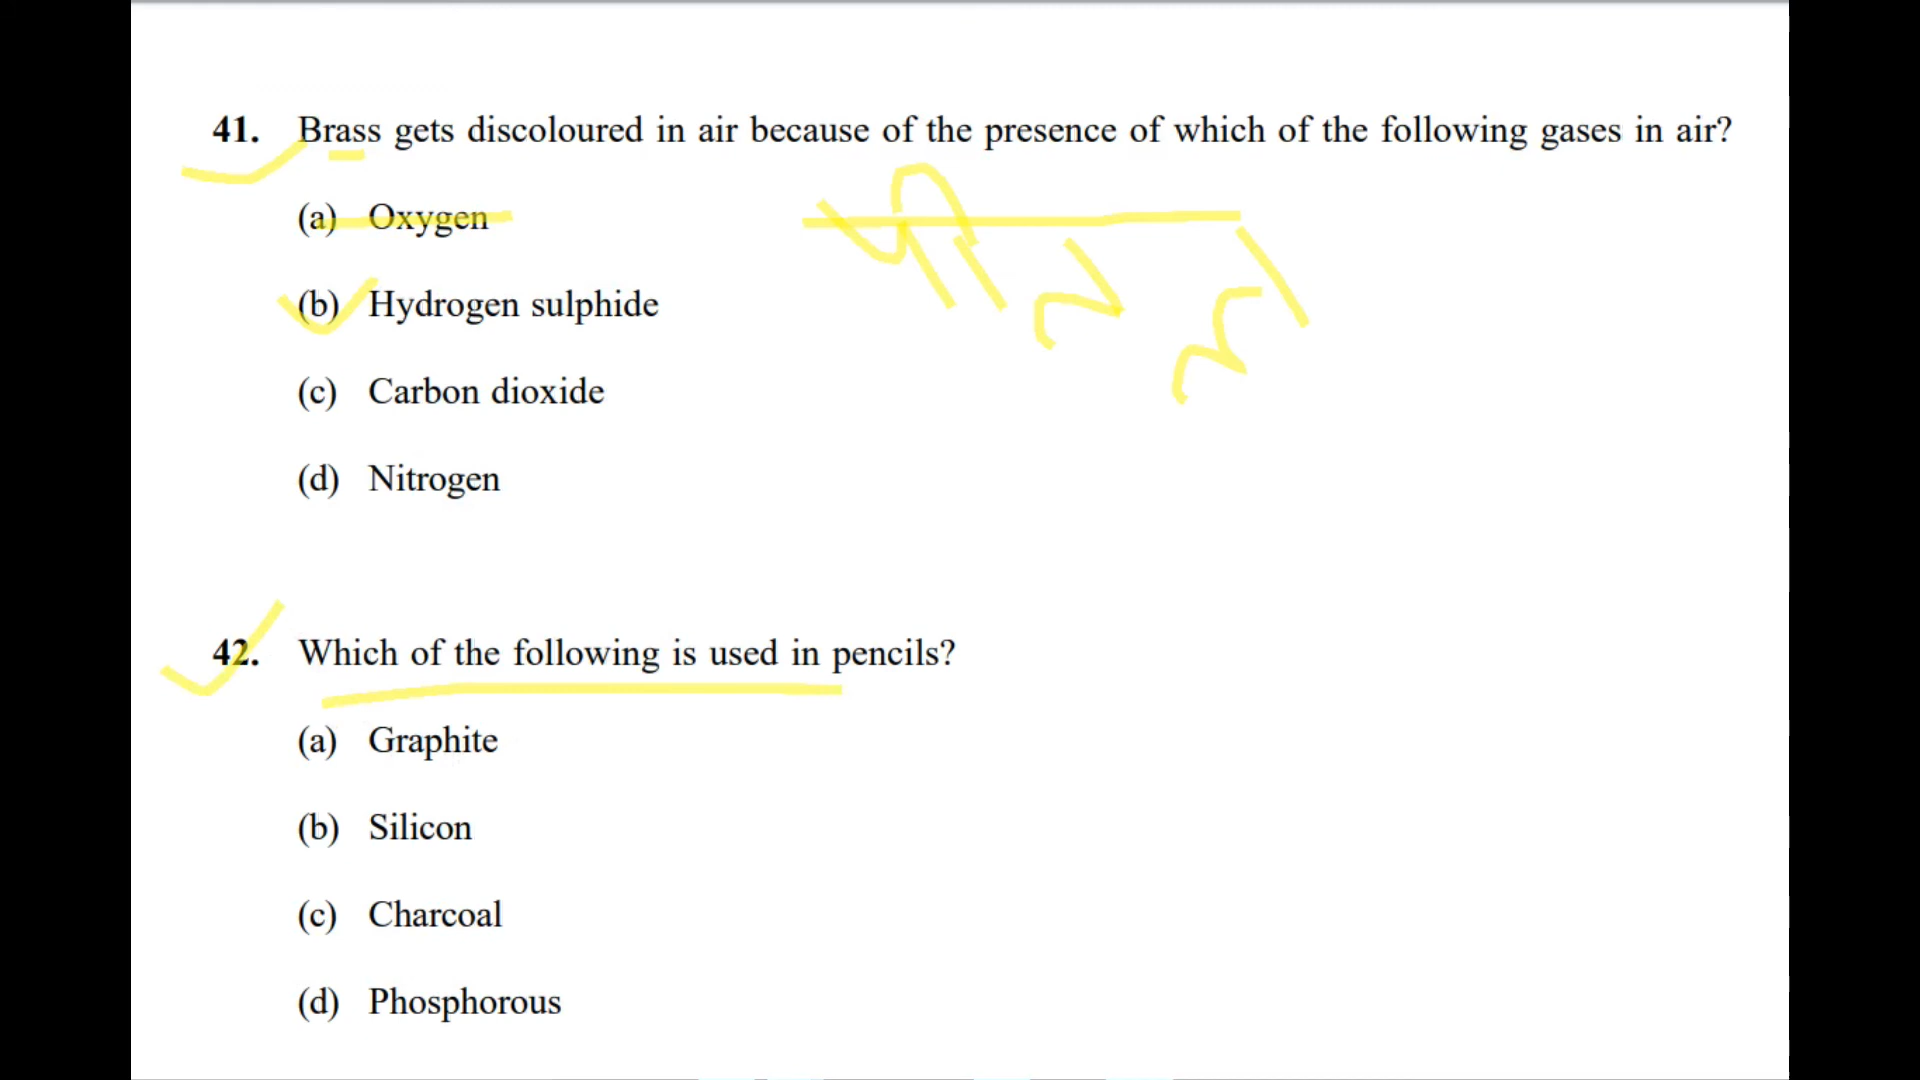 41. Brass gets discoloured in air because of the presence of which of the following gases in air?
(a) Oxygen
(b) Hydrogen sulphide
(c) Carbon dioxide
(d) Nitrogen
42. Which of the following is used in pencils?
(a) Graphite
(b) Silicon
(c) Charcoal
(d) Phosphorous